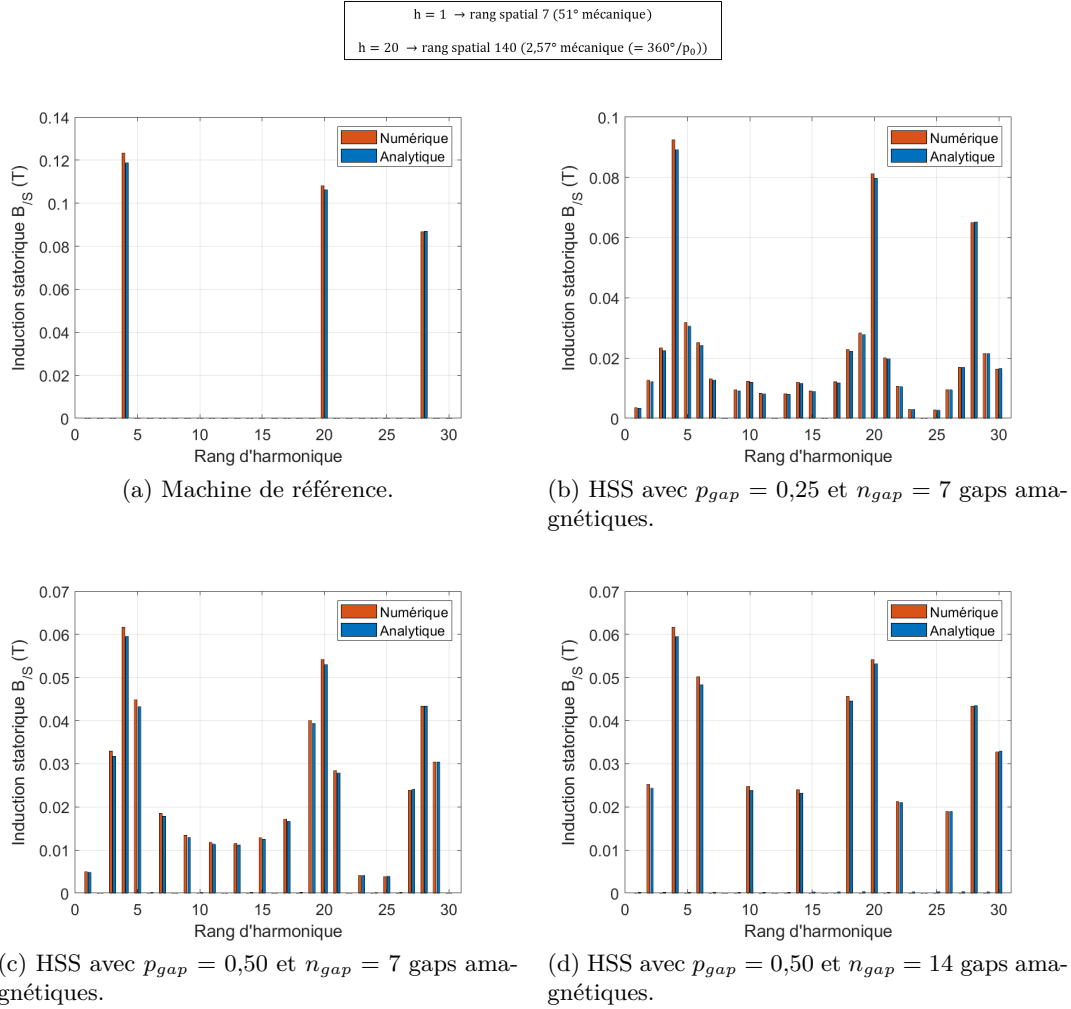 h = 1 → rang spatial 7 (51° mécanique)
h = 20 → rang spatial 140 (2,57° mécanique (= 360°/p₀))
0.14
0.12
0.1
0.08
0.06
0.04
0.02
0
Induction statorique B/S (T)
Numérique
Analytique
0 5 10 15 20 25 30
Rang d'harmonique
(a) Machine de référence.
0.1
0.08
0.06
0.04
0.02
0
Induction statorique B/S (T)
Numérique
Analytique
0 5 10 15 20 25 30
Rang d'harmonique
(b) HSS avec pgap = 0,25 et ngap = 7 gaps ama-
gnétiques.
0.07
0.06
0.05
0.04
0.03
0.02
0.01
0
Induction statorique B/S (T)
Numérique
Analytique
0 5 10 15 20 25 30
Rang d'harmonique
(c) HSS avec pgap = 0,50 et ngap = 7 gaps ama-
gnétiques.
0.07
0.06
0.05
0.04
0.03
0.02
0.01
0
Induction statorique B/S (T)
Numérique
Analytique
0 5 10 15 20 25 30
Rang d'harmonique
(d) HSS avec pgap = 0,50 et ngap = 14 gaps ama-
gnétiques.